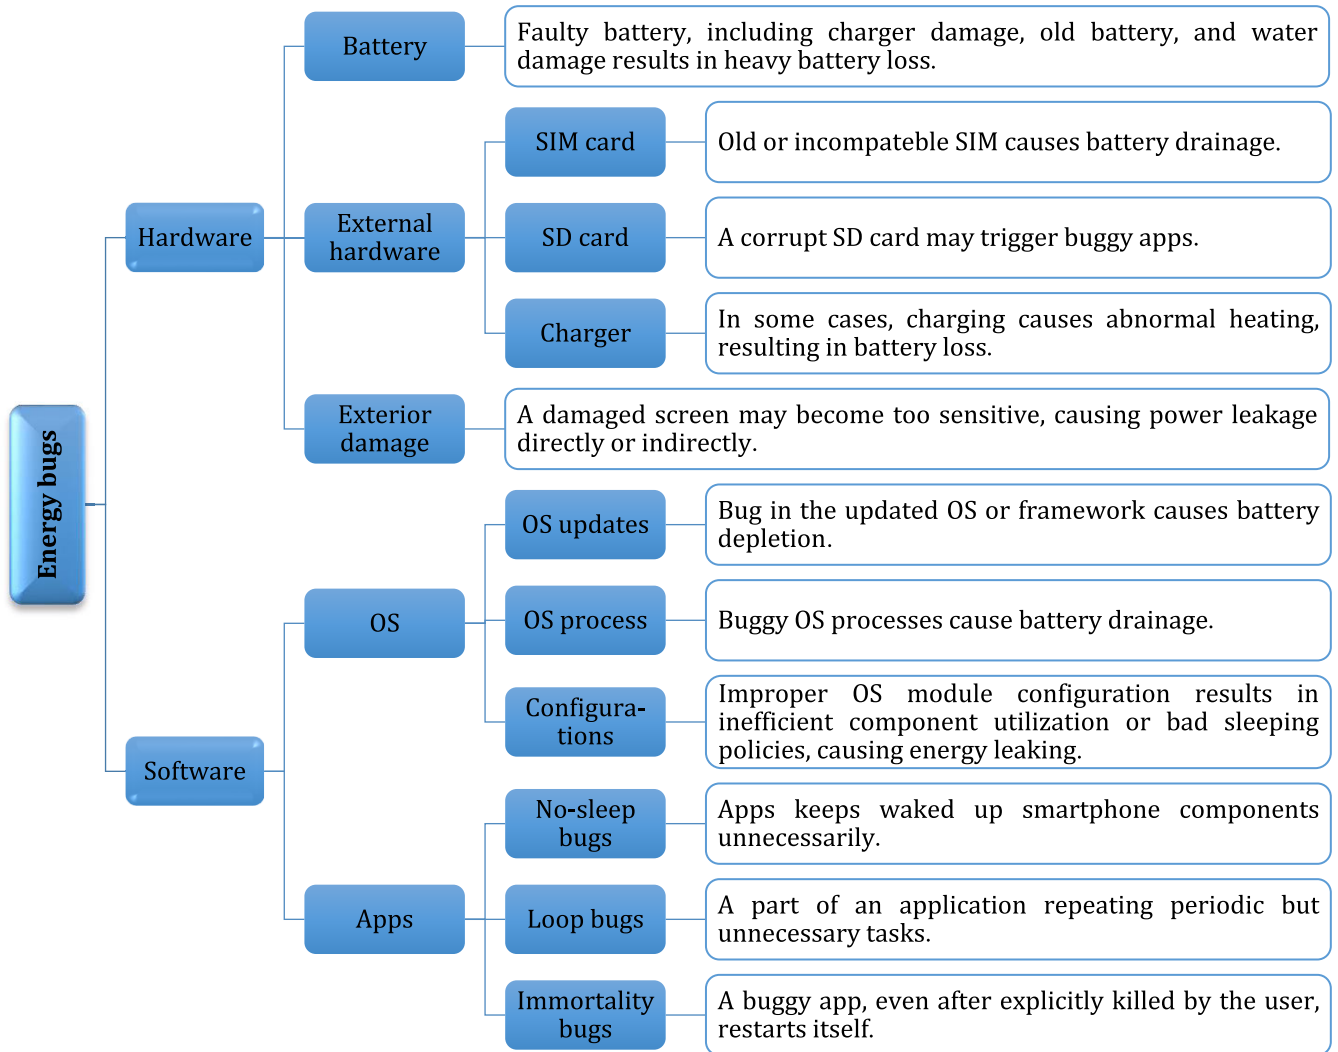 Energy bugs
Hardware
Battery
Faulty battery, including charger damage, old battery, and water
damage results in heavy battery loss.
External
hardware
SIM card
Old or incompateble SIM causes battery drainage.
SD card
A corrupt SD card may trigger buggy apps.
Charger
In some cases, charging causes abnormal heating,
resulting in battery loss.
Exterior
damage
A damaged screen may become too sensitive, causing power leakage
directly or indirectly.
Software
OS
OS updates
Bug in the updated OS or framework causes battery
depletion.
OS process
Buggy OS processes cause battery drainage.
Configura-
tions
Improper OS module configuration results in
inefficient component utilization or bad sleeping
policies, causing energy leaking.
Apps
No-sleep
bugs
Apps keeps waked up smartphone components
unnecessarily.
Loop bugs
A part of an application repeating periodic but
unnecessary tasks.
Immortality
bugs
A buggy app, even after explicitly killed by the user,
restarts itself.